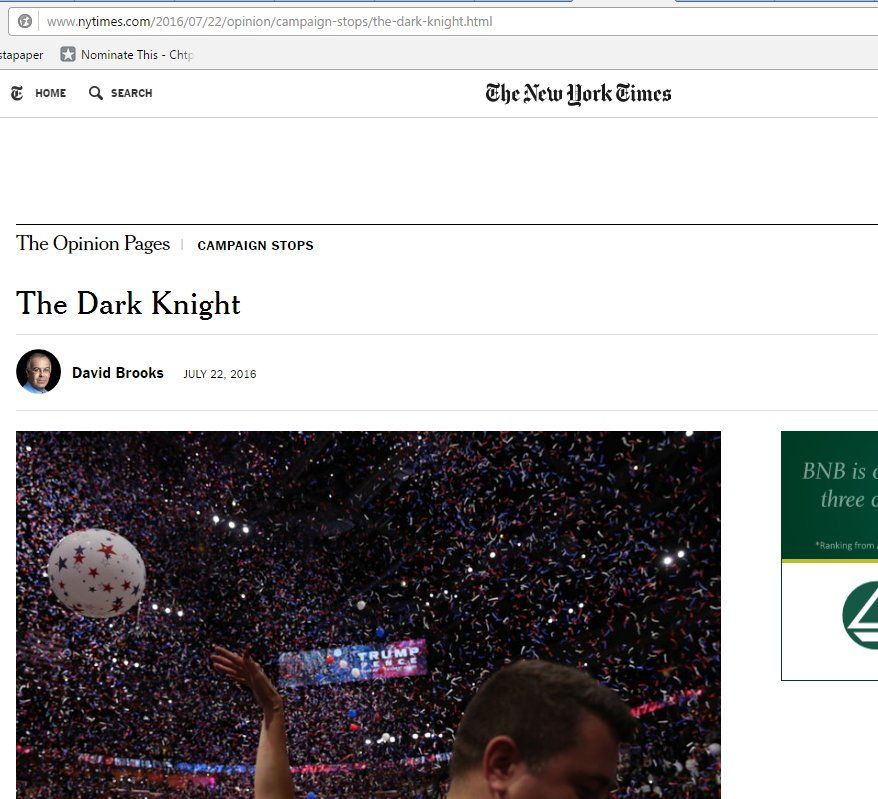 www.nytimes.com/2016/07/22/opinion/campaign-stops/the-dark-knight.html
stapaper Nominate This - Chtp
HOME SEARCH The New York Times
The Opinion Pages | CAMPAIGN STOPS
The Dark Knight
David Brooks JULY 22, 2016
BNB is
three
*Ranking from
TRUMP
PENCE